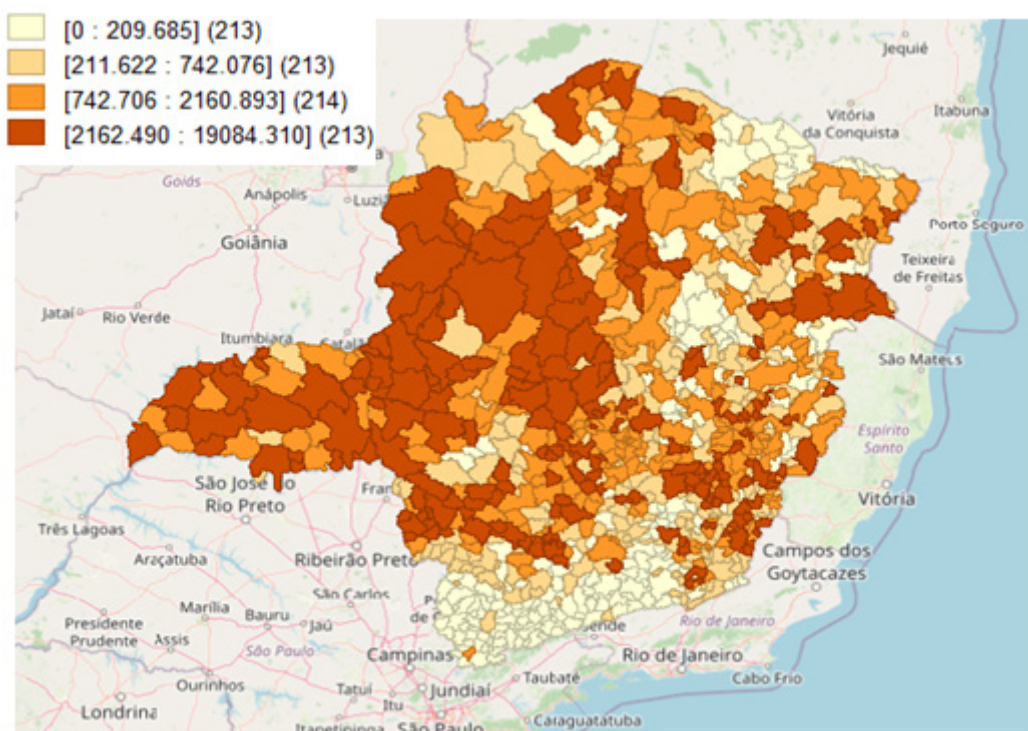 [0 : 209.685] (213)
[211.622 : 742.076] (213)
[742.706 : 2160.893] (214)
[2162.490 : 19084.310] (213)
Jequié
Vitória
da Conquista
Itabuna
Goiás
Anápolis
Goiânia
Porto Seguro
Teixeira
de Freitas
Jataí
Rio Verde
Itumbiara
São Mateus
Espírito
Santo
São José do
Rio Preto
Vitória
Três Lagoas
Ribeirão Preto
Campos dos
Goytacazes
Araçatuba
São Carlos
Marília
Bauru
Jaú
Presidente
Prudente
Assis
São Paulo
Rio de Janeiro
Campinas
Rio de Janeiro
Cabo Frio
Ourinhos
Tatuí
Jundiaí
Taubaté
Itu
Londrina
Itapetininga
São Paulo
Caraguatatuba